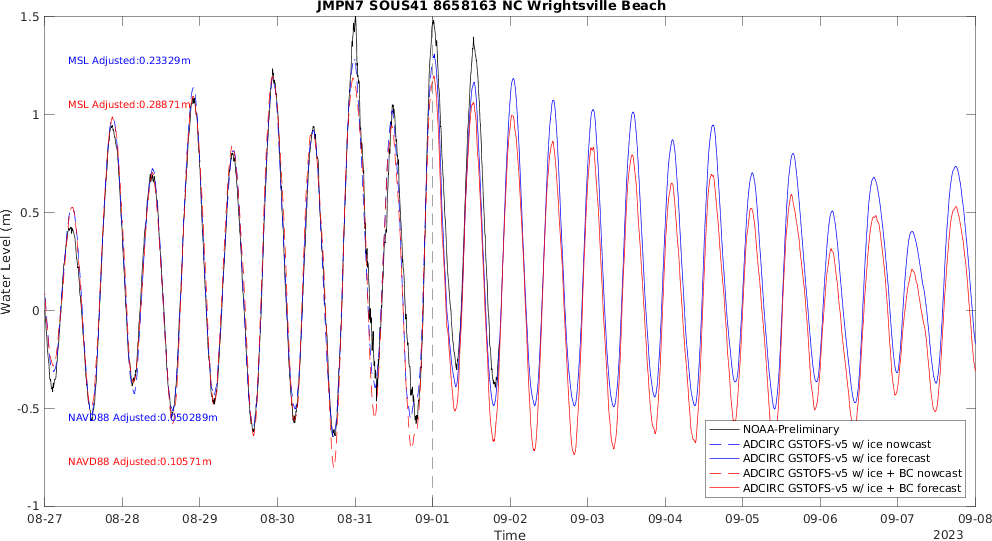 JMPN7 SOUS41 8658163 NC Wrightsville Beach
1.5
1
0.5
0
-0.5
-1
Water Level (m)
MSL Adjusted:0.23329m
MSL Adjusted:0.28871m
NAVD88 Adjusted:0.050289m
NAVD88 Adjusted:0.10571m
NOAA-Preliminary
ADCIRC GSTOFS-v5 w/ ice nowcast
ADCIRC GSTOFS-v5 w/ ice forecast
ADCIRC GSTOFS-v5 w/ ice + BC nowcast
ADCIRC GSTOFS-v5 w/ ice + BC forecast
08-27 08-28 08-29 08-30 08-31 09-01 09-02 09-03 09-04 09-05 09-06 09-07 09-08
Time
2023